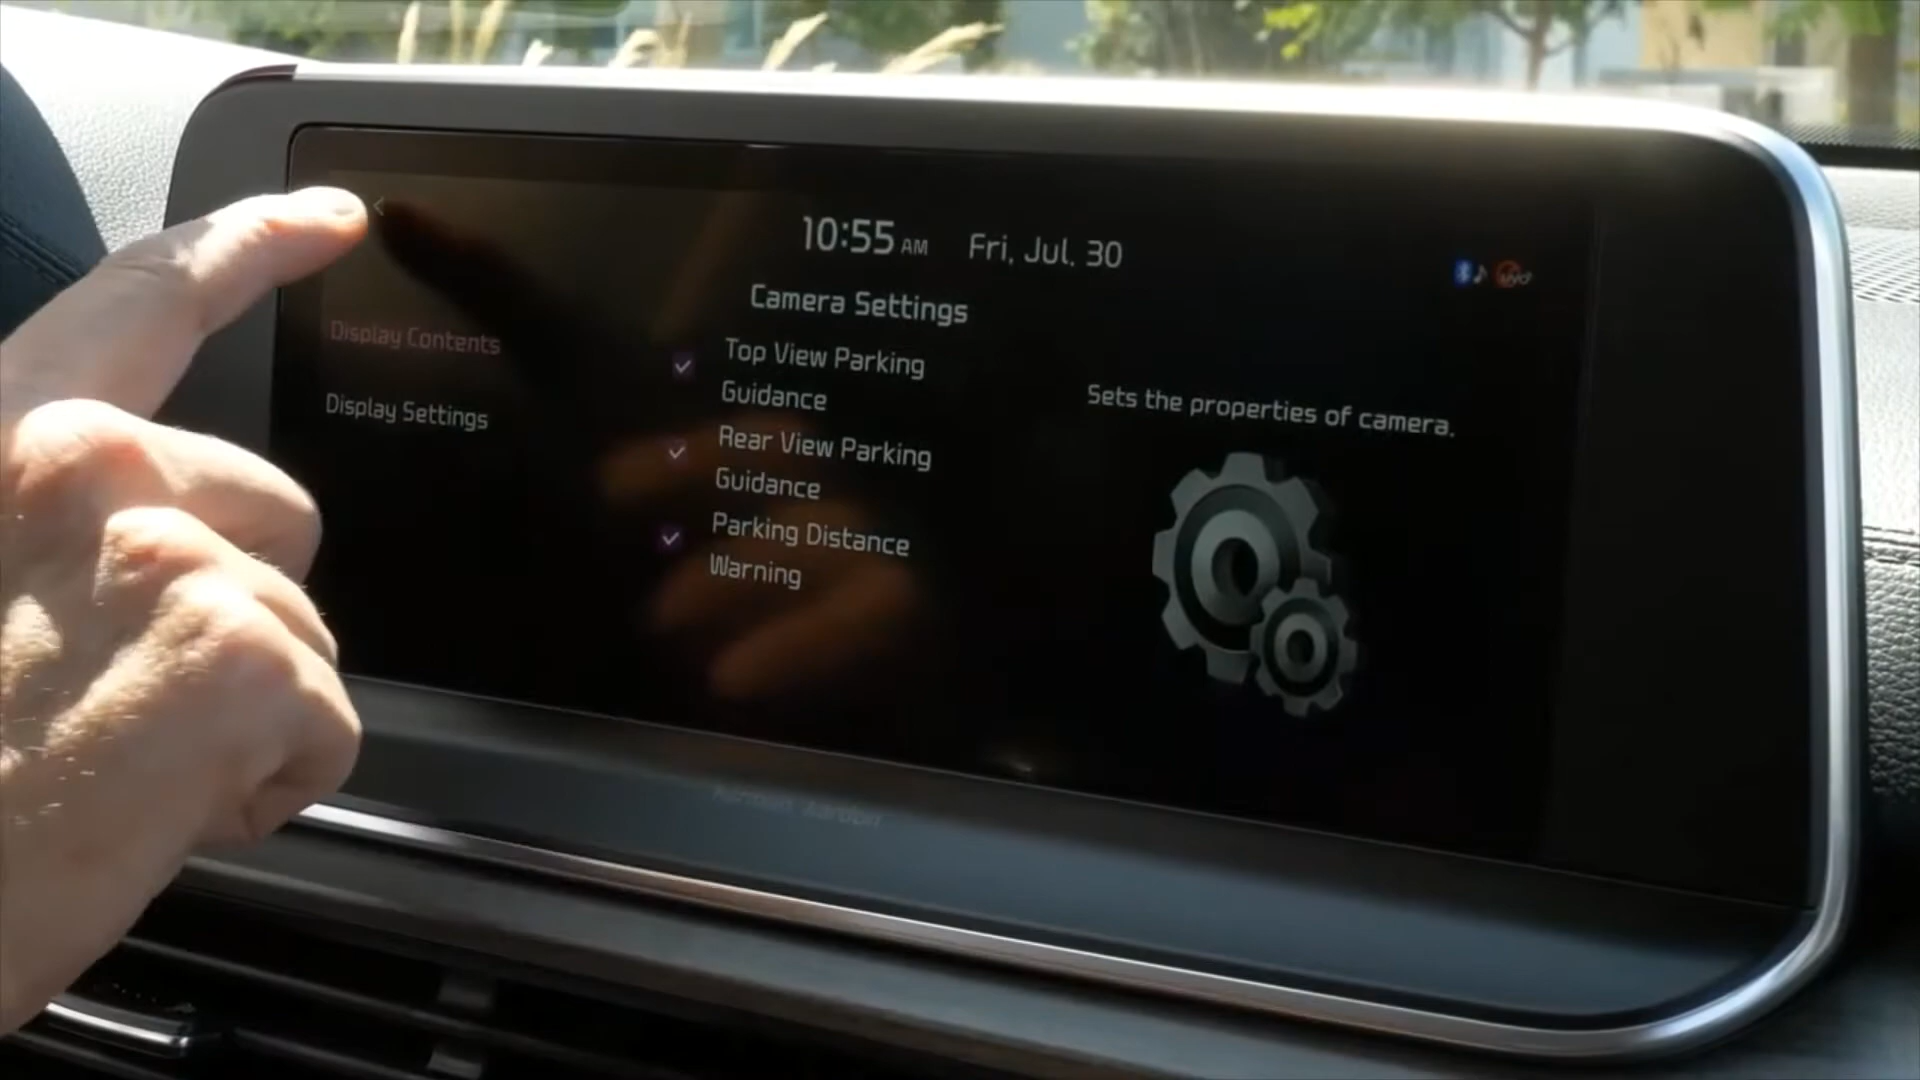 10:55 AM Fri, Jul. 30
Camera Settings
Display Contents
Display Settings
Top View Parking
Guidance
Rear View Parking
Guidance
Parking Distance
Warning
Sets the properties of camera.